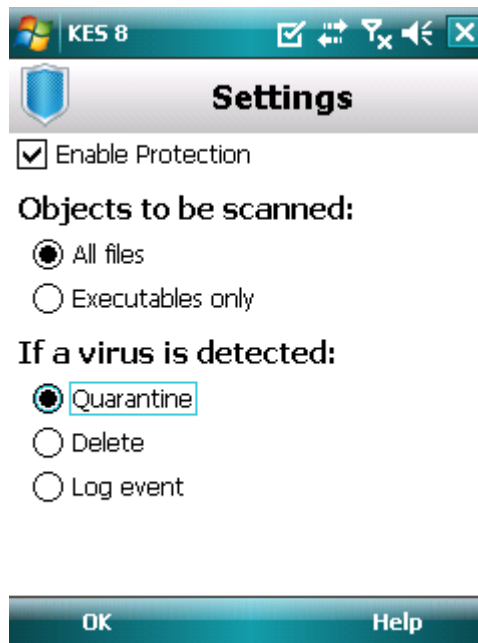 KES 8
Settings
Enable Protection
Objects to be scanned:
All files
Executables only
If a virus is detected:
Quarantine
Delete
Log event
OK Help